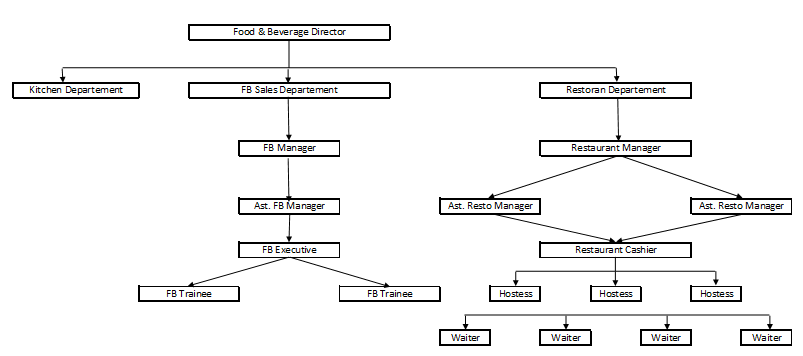 Food & Beverage Director
Kitchen Departement
FB Sales Departement
Restoran Departement
FB Manager
Restaurant Manager
Ast. FB Manager
Ast. Resto Manager
Ast. Resto Manager
FB Executive
Restaurant Cashier
FB Trainee
FB Trainee
Hostess
Hostess
Hostess
Waiter
Waiter
Waiter
Waiter